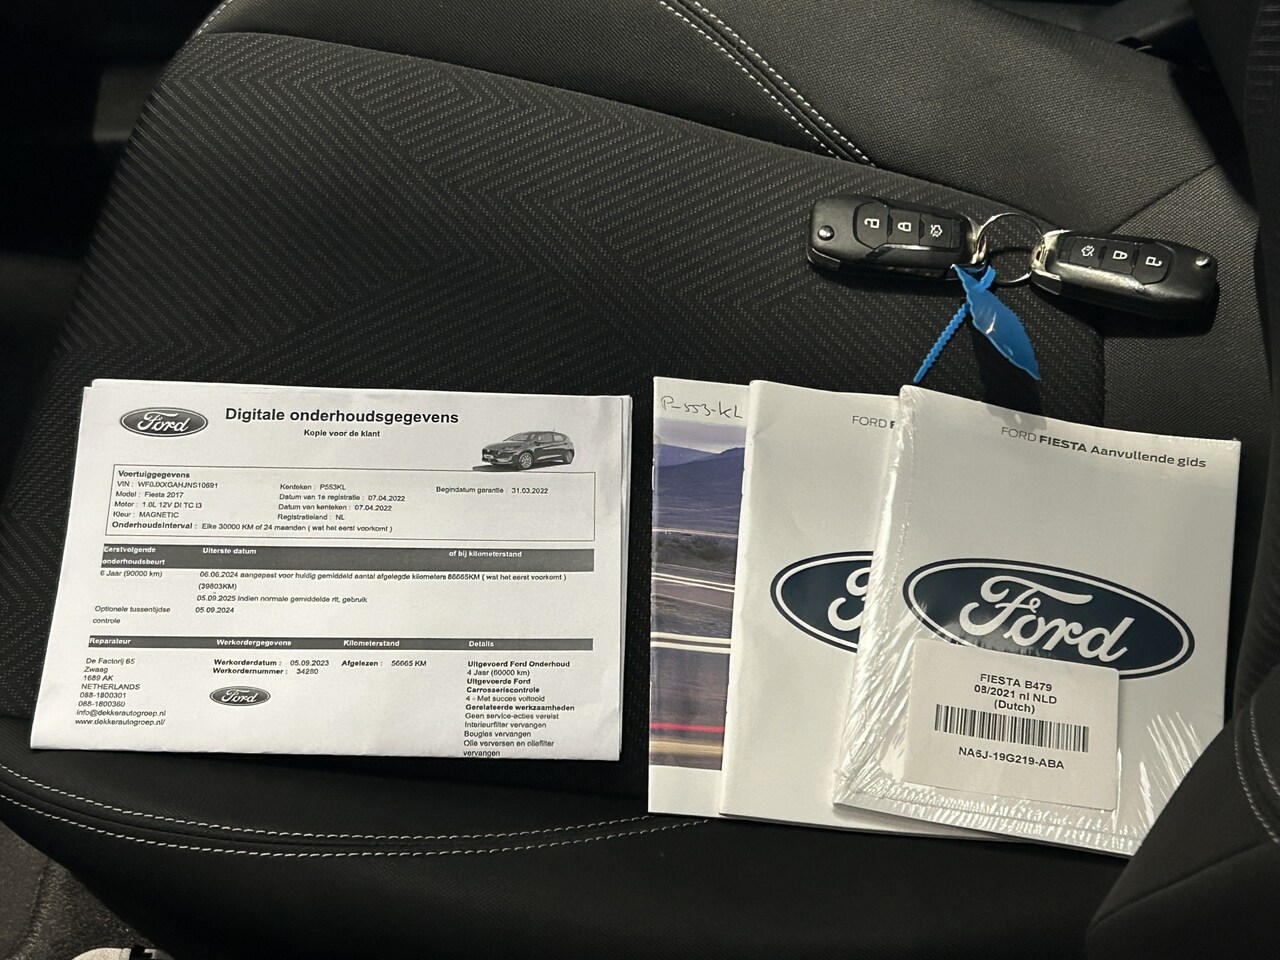 Ford
Digitale onderhoudsgegevens
Kopie voor de klant
Voertuiggegevens
Model : Fiesta 2017
Motor : 1.0L 12V DI TC I3
Kleur : MAGNETIC
Kenteken : P553KL
Datum van 1e registratie : 07.04.2022
Datum van kenteken : 07.04.2022
Registratieland : NL
Begindatum garantie : 31.03.2022
Onderhoudsinterval : Elke 30000 KM of 24 maanden ( wat het eerst voorkomt )
Eerstvolgende onderhoudsbeurt
Uiterste datum
of bij kilometerstand
6 Jaar (90000 km)
06.06.2024 aangepast voor huidig gemiddeld aantal afgelegde kilometers 86665KM ( wat het eerst voorkomt )
(39803KM)
05.09.2025 Indien normale gemiddelde rit, gebruik
Optionele tussentijdse controle
05.09.2024
Reparateur
Werkordergegevens
Kilometerstand
Details
De Factorij 65
Zwaag
1689 AK
NETHERLANDS
088-1800301
088-1800360
info@dekkerautogroep.nl
www.dekkerautogroep.nl/
Werkorderdatum : 05.09.2023
Werkordernummer : 34280
Ford
Afgelezen : 56665 KM
Uitgevoerd Ford Onderhoud
4 Jaar (60000 km)
Uitgevoerde Ford
Carrosseriecontrole
4 - Met succes voltooid
Gerelateerde werkzaamheden
Geen service-acties vereist
Interieurfilter vervangen
Bougies vervangen
Olie verversen en oliefilter
vervangen
P-553-KL
FORD
FORD FIESTA Aanvullende gids
Ford
FIESTA B479
08/2021 nl NLD
(Dutch)
NA6J-19G219-ABA